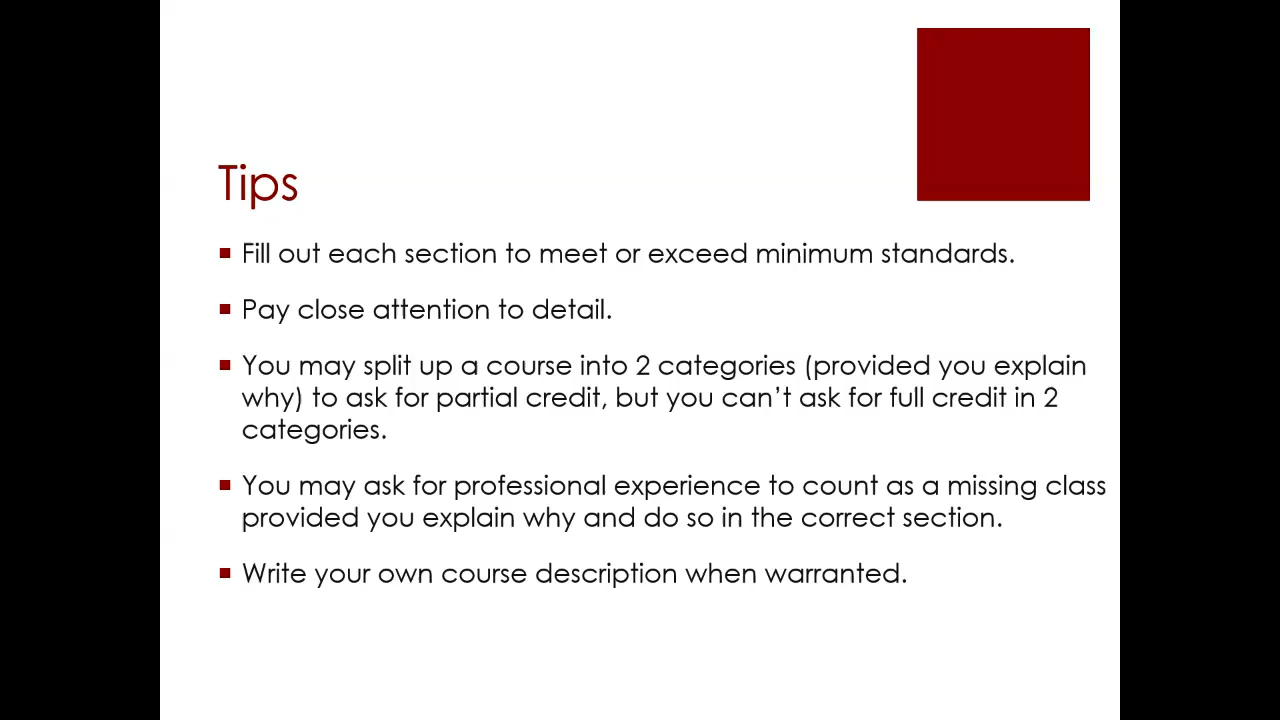 Tips
Fill out each section to meet or exceed minimum standards.
Pay close attention to detail.
You may split up a course into 2 categories (provided you explain
why) to ask for partial credit, but you can’t ask for full credit in 2
categories.
You may ask for professional experience to count as a missing class
provided you explain why and do so in the correct section.
Write your own course description when warranted.